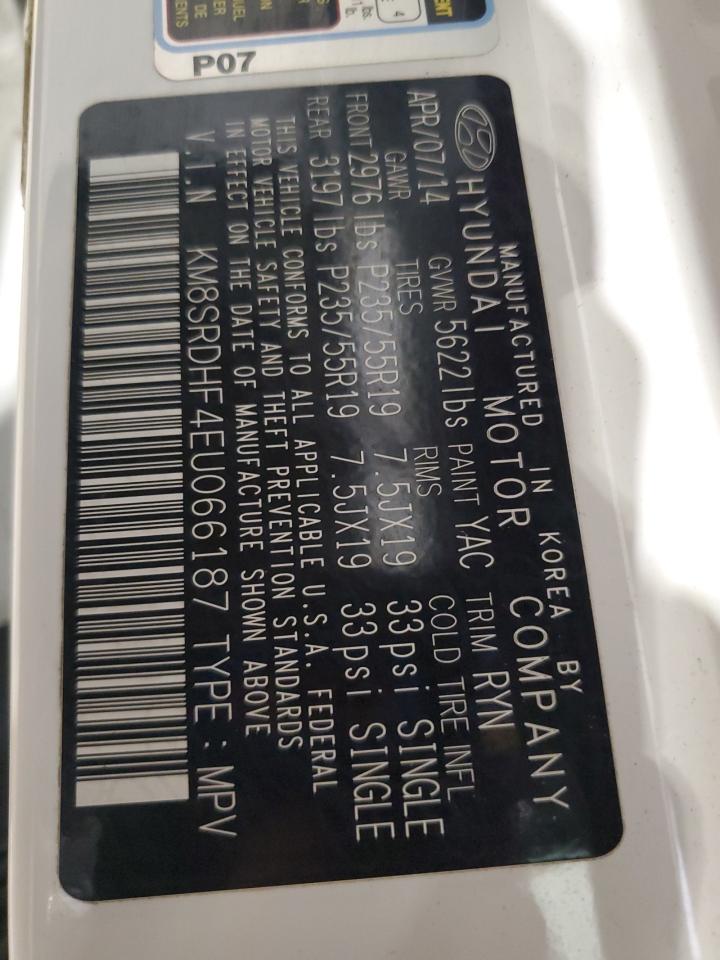 P07
MANUFACTURED IN KOREA BY
HYUNDAI MOTOR COMPANY
APR/07/14 GVWR 5622 lbs PAINT YAC TRIM RYN
GAWR TIRES RIMS COLD TIRE INFL
FRONT 2976 lbs P235/55R19 7.5JX19 33psi SINGLE
REAR 3197 lbs P235/55R19 7.5JX19 33psi SINGLE
THIS VEHICLE CONFORMS TO ALL APPLICABLE U.S.A. FEDERAL
MOTOR VEHICLE SAFETY AND THEFT PREVENTION STANDARDS
IN EFFECT ON THE DATE OF MANUFACTURE SHOWN ABOVE
V.I.N KM8SRDHF4EU066187 TYPE : MPV